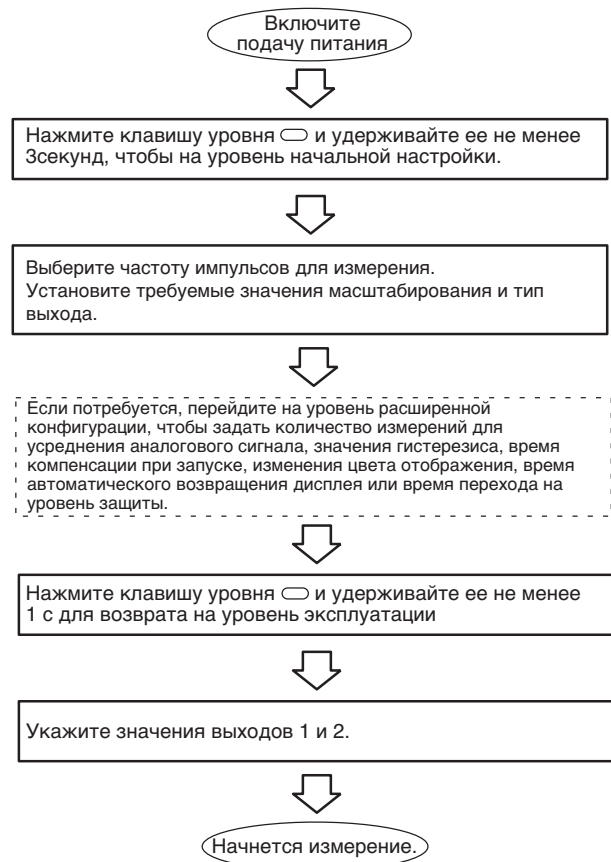 Включите
подачу питания
Нажмите клавишу уровня и удерживайте ее не менее
3секунд, чтобы на уровень начальной настройки.
Выберите частоту импульсов для измерения.
Установите требуемые значения масштабирования и тип
выхода.
Если потребуется, перейдите на уровень расширенной
конфигурации, чтобы задать количество измерений для
усреднения аналогового сигнала, значения гистерезиса, время
компенсации при запуске, изменения цвета отображения, время
автоматического возвращения дисплея или время перехода на
уровень защиты.
Нажмите клавишу уровня и удерживайте ее не менее
1 с для возврата на уровень эксплуатации
Укажите значения выходов 1 и 2.
Начнется измерение.